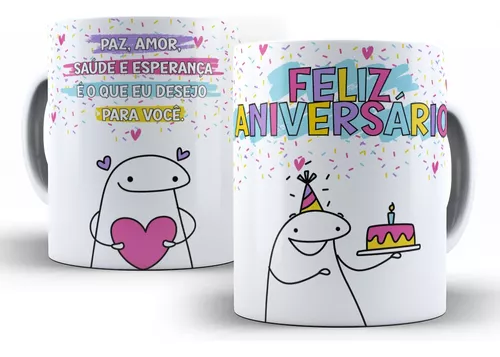 PAZ, AMOR,
SAÚDE E ESPERANÇA
É O QUE EU DESEJO
PARA VOCÊ
FELIZ
ANIVERSÁRIO